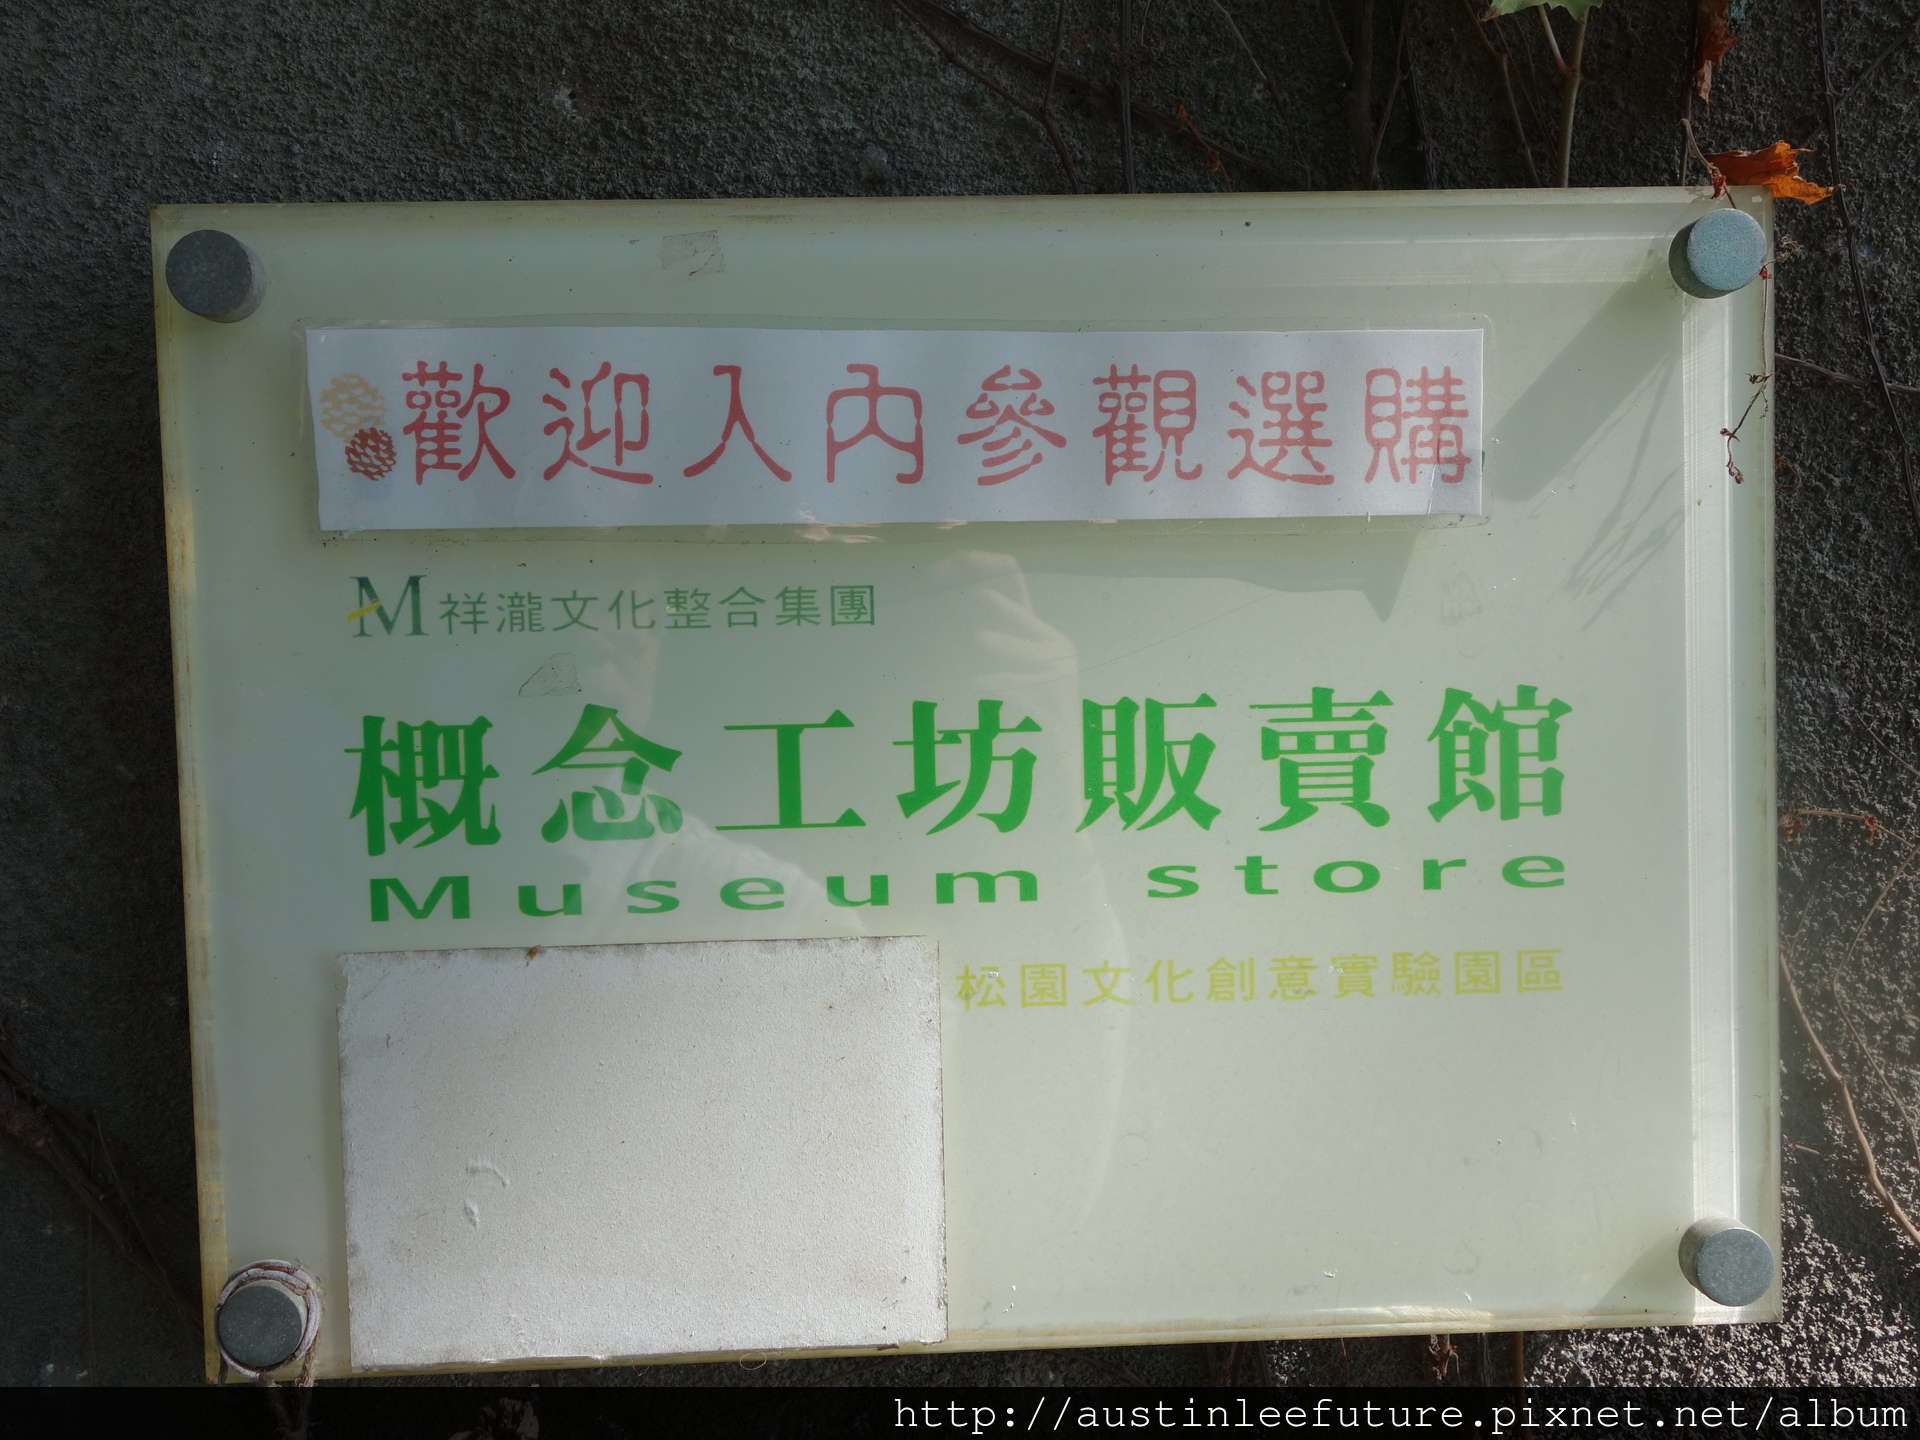 歡迎入內參觀選購
M祥瀧文化整合集團
概念工坊販賣館
Museum store
松園文化創意實驗園區
http://austinleefuture.pixnet.net/album